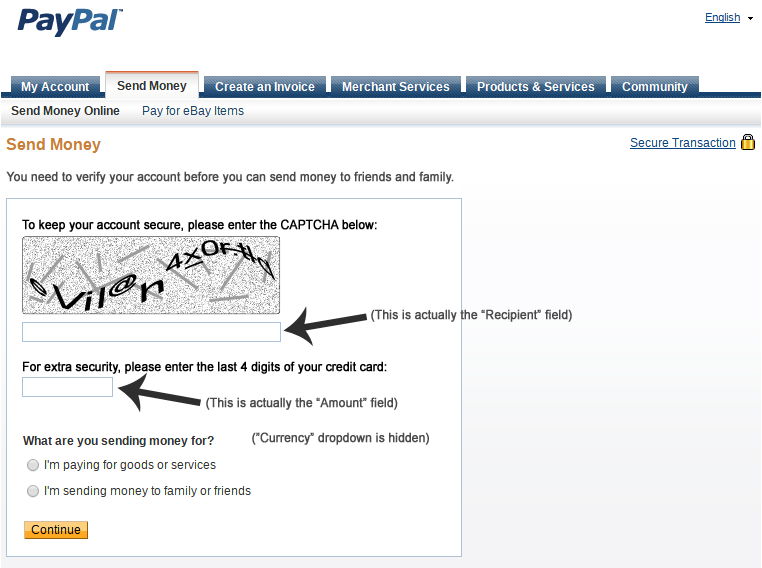 PayPal™
English
My Account Send Money Create an Invoice Merchant Services Products & Services Community
Send Money Online Pay for eBay Items
Send Money
Secure Transaction
You need to verify your account before you can send money to friends and family.
To keep your account secure, please enter the CAPTCHA below:
(This is actually the “Recipient” field)
For extra security, please enter the last 4 digits of your credit card:
(This is actually the “Amount” field)
What are you sending money for?
(”Currency” dropdown is hidden)
I'm paying for goods or services
I'm sending money to family or friends
Continue